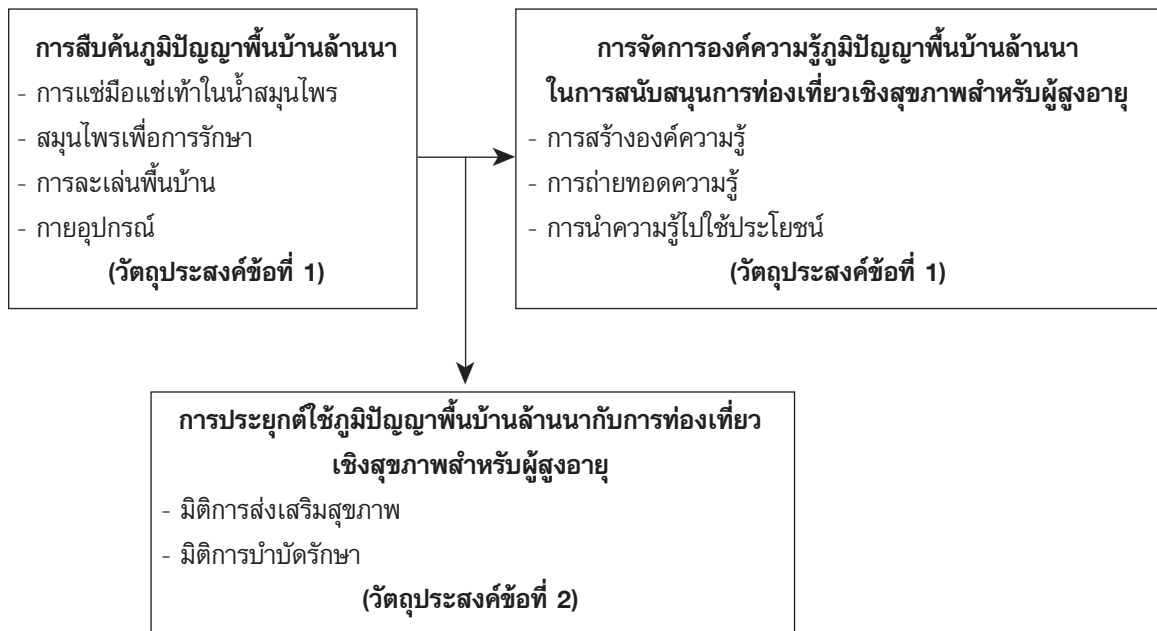 การสืบค้นภูมิปัญญาพื้นบ้านล้านนา
- การแช่มือแช่เท้าในน้ำสมุนไพร
- สมุนไพรเพื่อการรักษา
- การละเล่นพื้นบ้าน
- กายอุปกรณ์
(วัตถุประสงค์ข้อที่ 1)
การจัดการองค์ความรู้ภูมิปัญญาพื้นบ้านล้านนา
ในการสนับสนุนการท่องเที่ยวเชิงสุขภาพสำหรับผู้สูงอายุ
- การสร้างองค์ความรู้
- การถ่ายทอดความรู้
- การนำความรู้ไปใช้ประโยชน์
(วัตถุประสงค์ข้อที่ 1)
การประยุกต์ใช้ภูมิปัญญาพื้นบ้านล้านนากับการท่องเที่ยว
เชิงสุขภาพสำหรับผู้สูงอายุ
- มิติการส่งเสริมสุขภาพ
- มิติการบำบัดรักษา
(วัตถุประสงค์ข้อที่ 2)